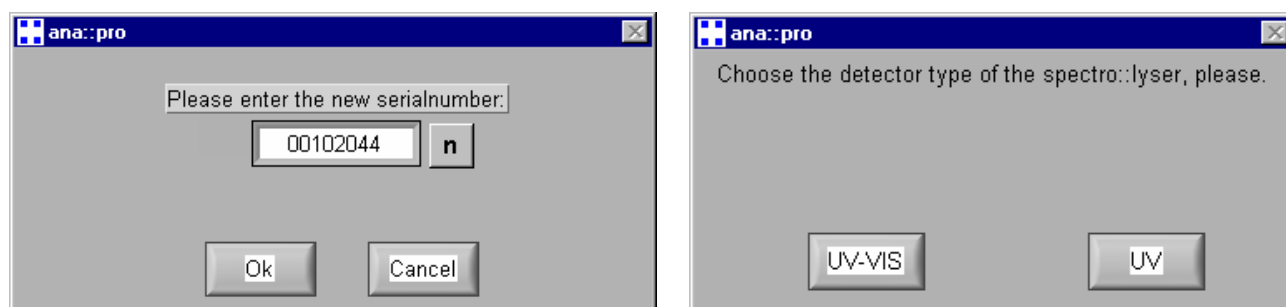 ana::pro
Please enter the new serialnumber:
00102044 n
Ok Cancel
ana::pro
Choose the detector type of the spectro::lyser, please.
UV-VIS UV